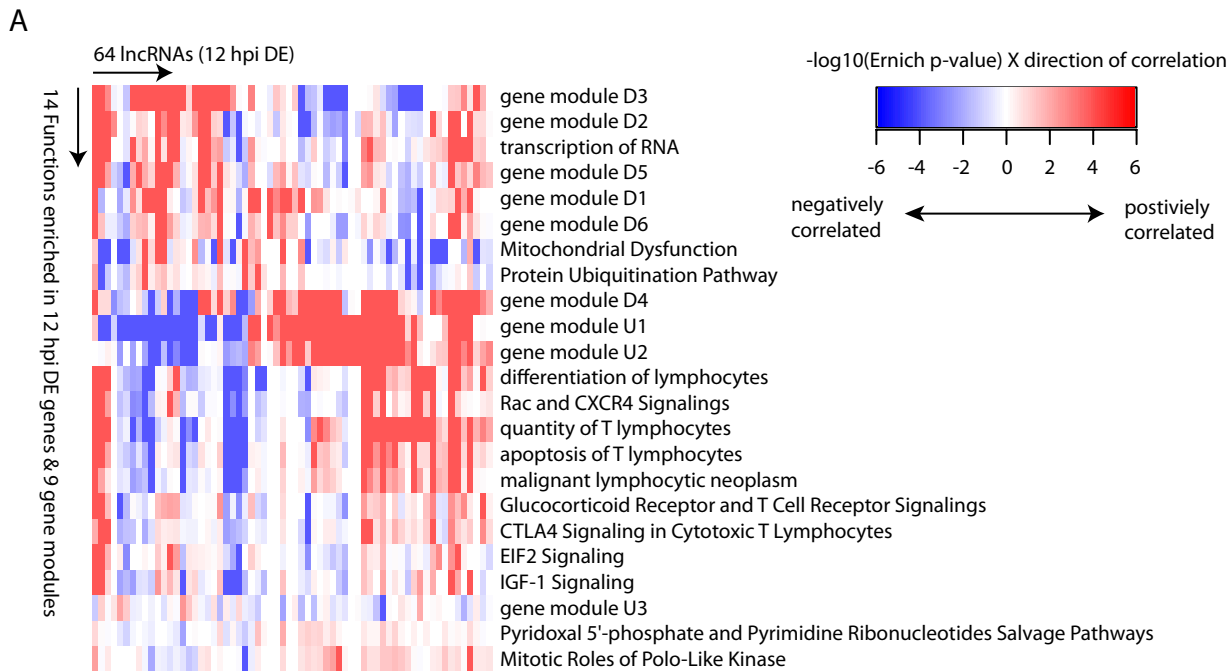 A
64 lncRNAs (12 hpi DE)
14 Functions enriched in 12 hpi DE genes & 9 gene modules
gene module D3
gene module D2
transcription of RNA
gene module D5
gene module D1
gene module D6
Mitochondrial Dysfunction
Protein Ubiquitination Pathway
gene module D4
gene module U1
gene module U2
differentiation of lymphocytes
Rac and CXCR4 Signalings
quantity of T lymphocytes
apoptosis of T lymphocytes
malignant lymphocytic neoplasm
Glucocorticoid Receptor and T Cell Receptor Signalings
CTLA4 Signaling in Cytotoxic T Lymphocytes
EIF2 Signaling
IGF-1 Signaling
gene module U3
Pyridoxal 5'-phosphate and Pyrimidine Ribonucleotides Salvage Pathways
Mitotic Roles of Polo-Like Kinase
-log10(Ernich p-value) X direction of correlation
-6 -4 -2 0 2 4 6
negatively
correlated
postiviely
correlated